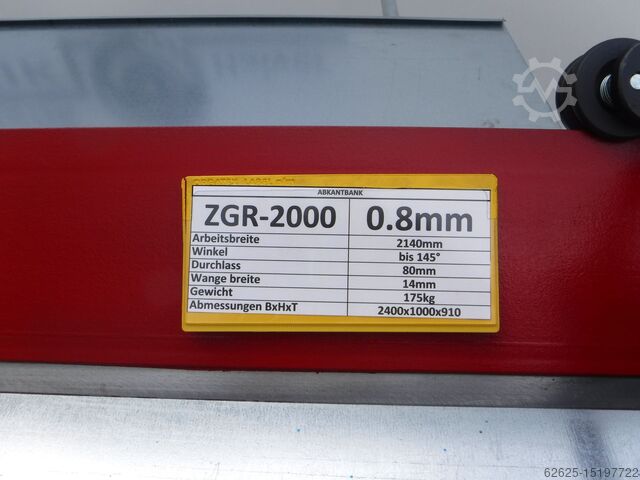 ABKANTBANK
ZGR-2000 0.8mm
Arbeitsbreite 2140mm
Winkel bis 145°
Durchlass 80mm
Wange breite 14mm
Gewicht 175kg
Abmessungen BxHxT 2400x1000x910
62625-15197722